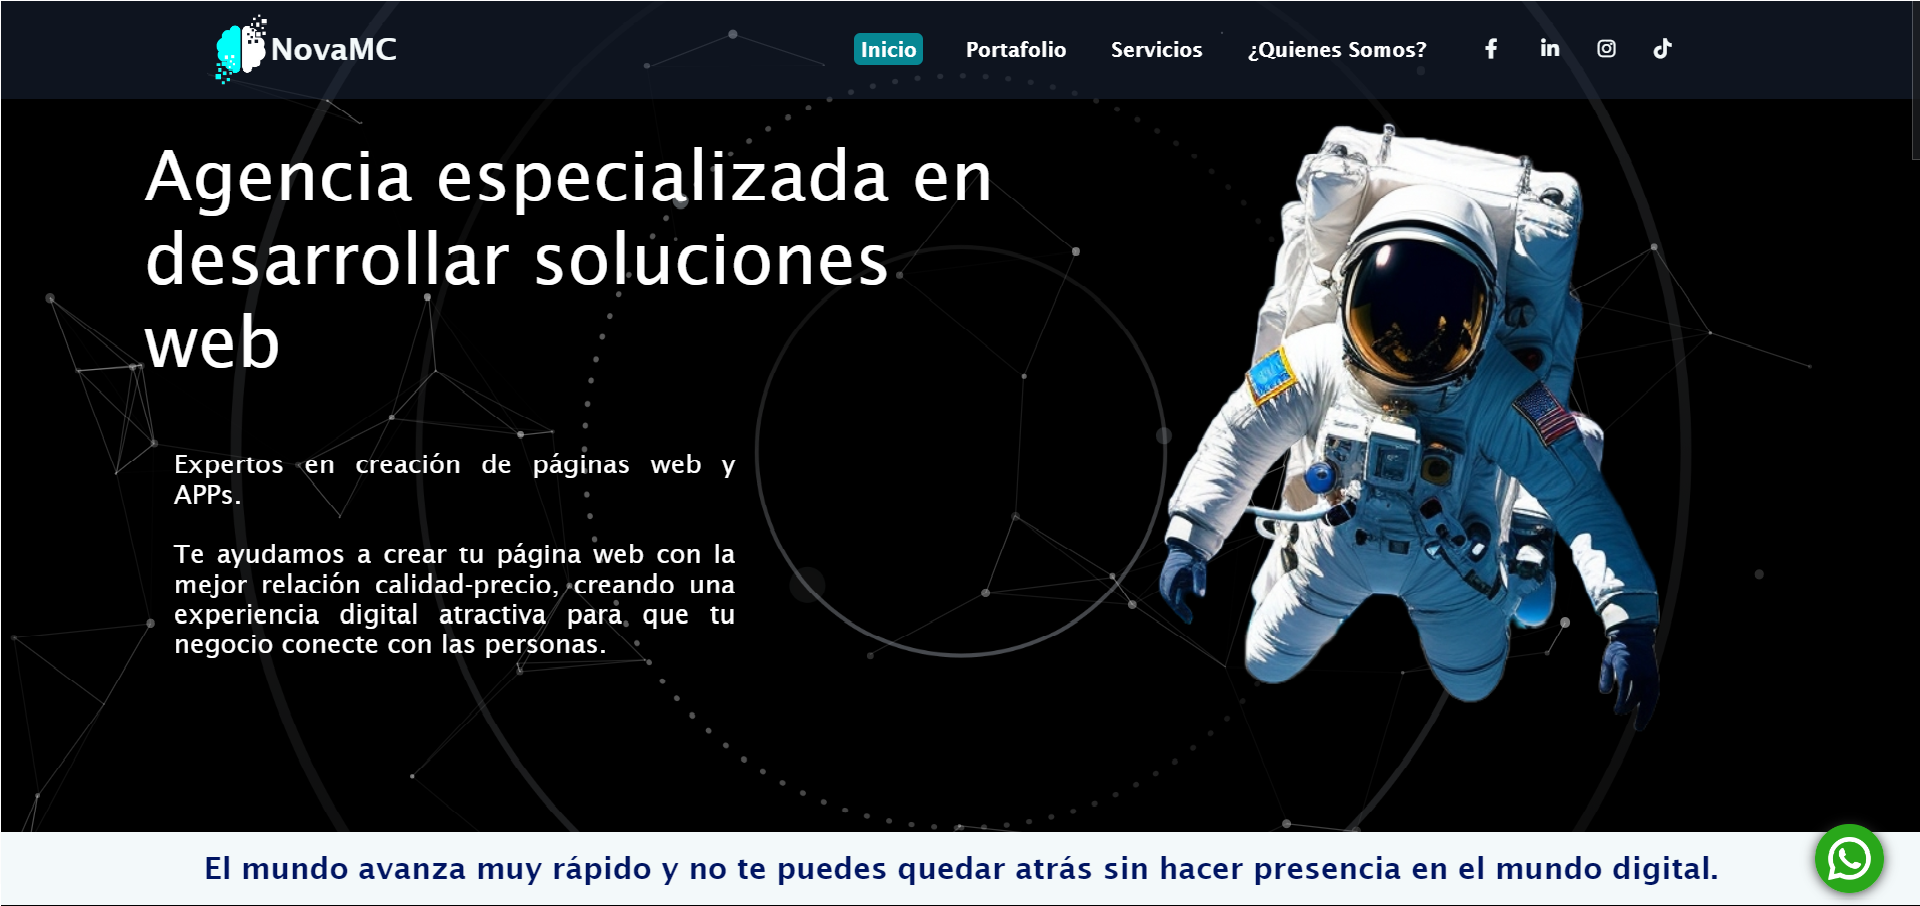 NovaMC
Inicio
Portafolio
Servicios
¿Quienes Somos?
Agencia especializada en
desarrollar soluciones
web
Expertos en creación de páginas web y
APPs.
Te ayudamos a crear tu página web con la
mejor relación calidad-precio, creando una
experiencia digital atractiva para que tu
negocio conecte con las personas.
El mundo avanza muy rápido y no te puedes quedar atrás sin hacer presencia en el mundo digital.